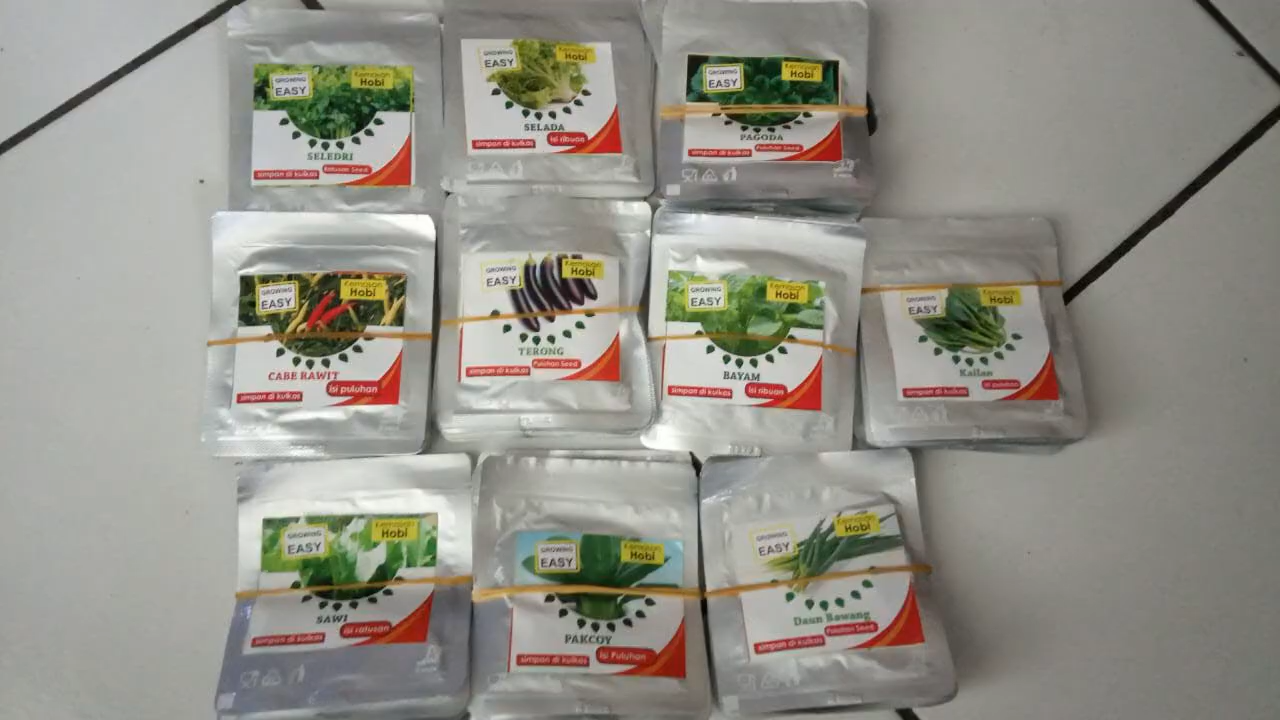 GROWING
EASY
Kemasan
Hobi
SELEDRI
simpan di kulkas
Ratusan Seed
GROWING
EASY
Kemasan
Hobi
SELADA
simpan di kulkas
isi ribuan
GROWING
EASY
Kemasan
Hobi
PAGODA
simpan di kulkas
Puluhan Seed
GROWING
EASY
Kemasan
Hobi
CABE RAWIT
simpan di kulkas
isi puluhan
GROWING
EASY
Kemasan
Hobi
TERONG
simpan di kulkas
Puluhan Seed
GROWING
EASY
Kemasan
Hobi
BAYAM
simpan di kulkas
isi ribuan
GROWING
EASY
Kemasan
Hobi
Kailan
simpan di kulkas
isi puluhan
GROWING
EASY
Kemasan
Hobi
SAWI
simpan di kulkas
isi ratusan
GROWING
EASY
Kemasan
Hobi
PAKCOY
simpan di kulkas
Isi Puluhan
GROWING
EASY
Kemasan
Hobi
Daun Bawang
simpan di kulkas
Puluhan Seed